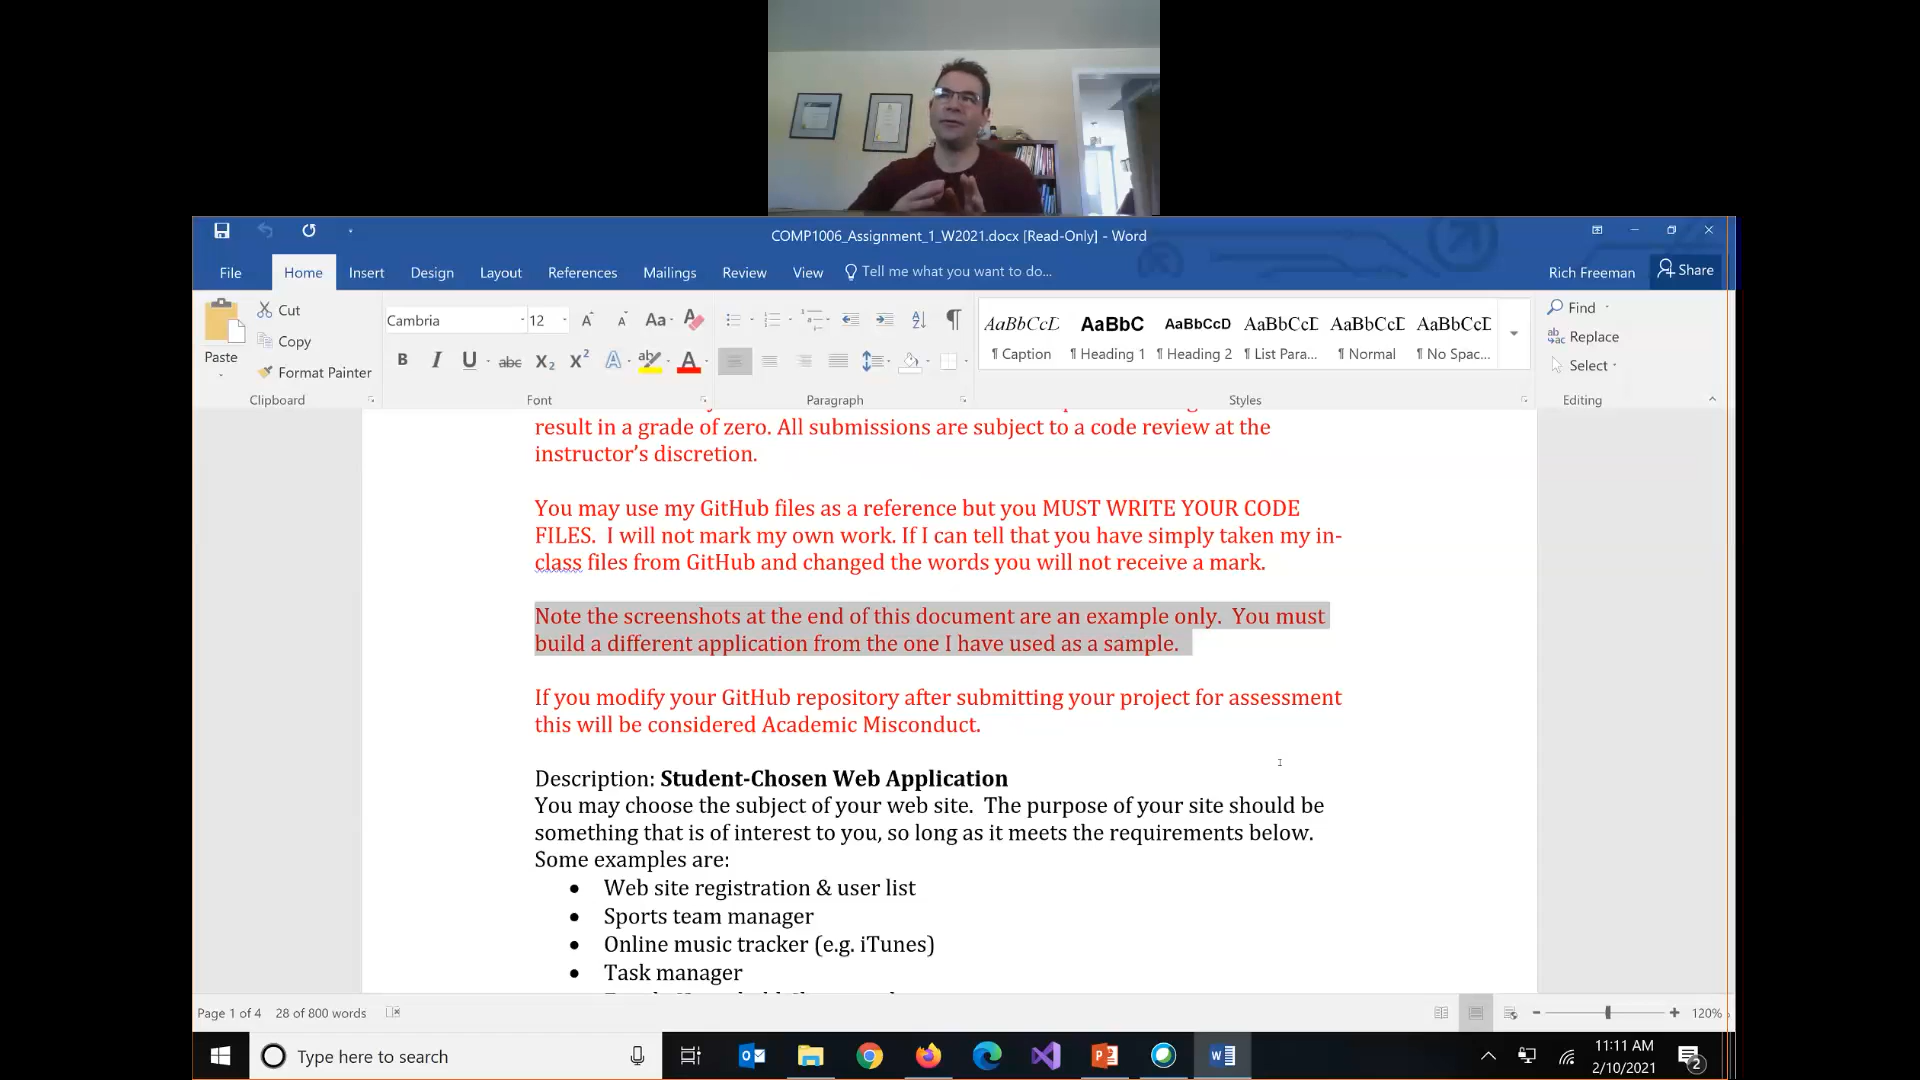 COMP1006_Assignment_1_W2021.docx [Read-Only] - Word
File Home Insert Design Layout References Mailings Review View Tell me what you want to do... Rich Freeman Share
Paste
Cut
Copy
Format Painter
Clipboard
Cambria 12
Font
Paragraph
AaBbCcD AaBbC AaBbCcD AaBbCcD AaBbCcD AaBbCcD
¶ Caption ¶ Heading 1 ¶ Heading 2 ¶ List Para... ¶ Normal ¶ No Spac...
Styles
Find
Replace
Select
Editing
result in a grade of zero. All submissions are subject to a code review at the
instructor’s discretion.
You may use my GitHub files as a reference but you MUST WRITE YOUR CODE
FILES.  I will not mark my own work. If I can tell that you have simply taken my in-
class files from GitHub and changed the words you will not receive a mark.
Note the screenshots at the end of this document are an example only.  You must
build a different application from the one I have used as a sample.
If you modify your GitHub repository after submitting your project for assessment
this will be considered Academic Misconduct.
Description: Student-Chosen Web Application
You may choose the subject of your web site.  The purpose of your site should be
something that is of interest to you, so long as it meets the requirements below.
Some examples are:
• Web site registration & user list
• Sports team manager
• Online music tracker (e.g. iTunes)
• Task manager
Page 1 of 4 28 of 800 words 120%
Type here to search
11:11 AM
2/10/2021
2